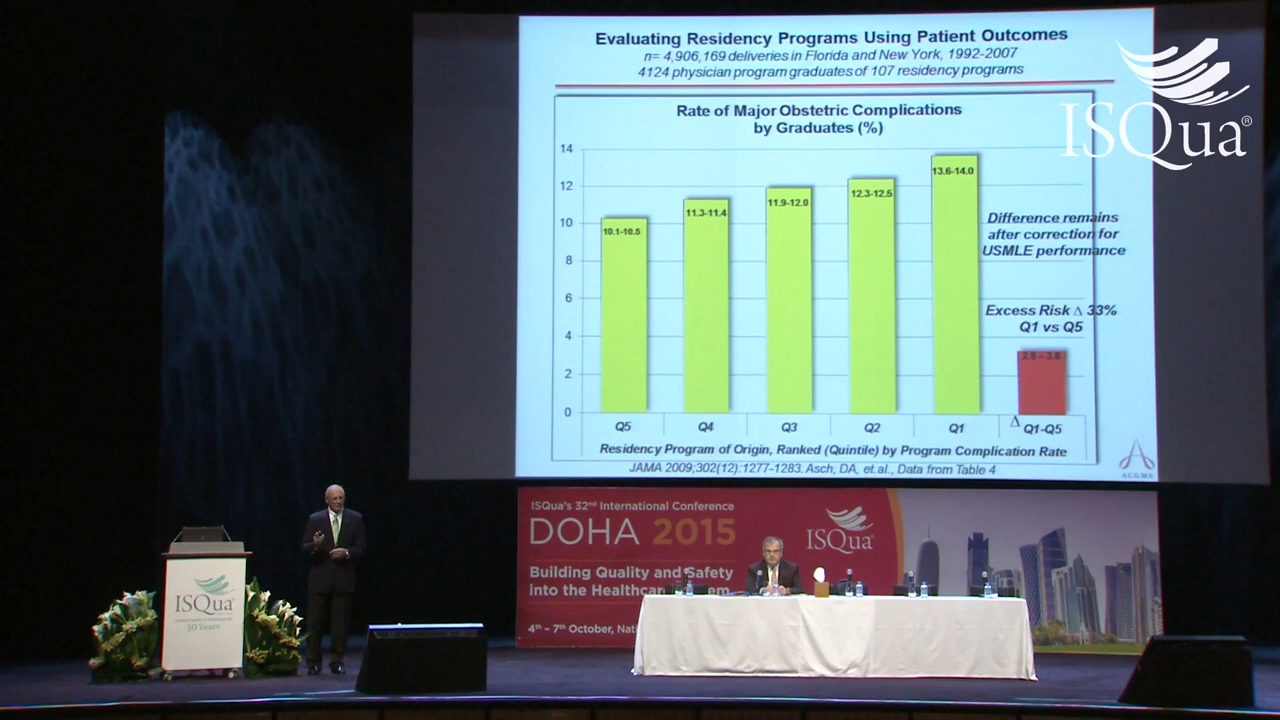 Evaluating Residency Programs Using Patient Outcomes
n= 4,906,169 deliveries in Florida and New York, 1992-2007
4124 physician program graduates of 107 residency programs
ISQua®
Rate of Major Obstetric Complications
by Graduates (%)
14
12
10
8
6
4
2
0
10.1-10.5
11.3-11.4
11.9-12.0
12.3-12.5
13.6-14.0
Difference remains
after correction for
USMLE performance
Excess Risk Δ 33%
Q1 vs Q5
2.8 – 3.8
Q5 Q4 Q3 Q2 Q1 Δ Q1-Q5
Residency Program of Origin, Ranked (Quintile) by Program Complication Rate
JAMA 2009;302(12):1277-1283. Asch, DA, et.al., Data from Table 4
ACGME
ISQua's 32nd International Conference
DOHA 2015
ISQua
Building Quality and Safety
into the Healthcare
4th – 7th October,
ISQua
30 Years